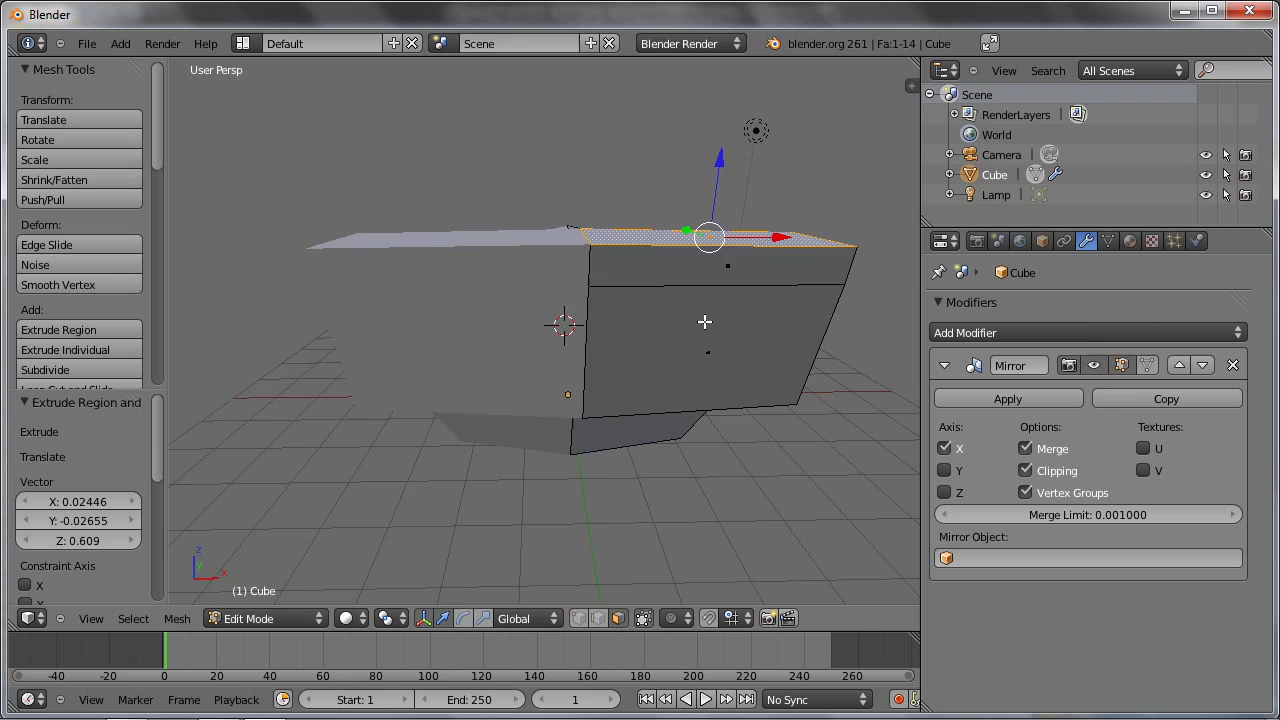 Blender
File Add Render Help Default Scene Blender Render blender.org 261 | Fa:1-14 | Cube
Mesh Tools
Transform:
Translate
Rotate
Scale
Shrink/Fatten
Push/Pull
Deform:
Edge Slide
Noise
Smooth Vertex
Add:
Extrude Region
Extrude Individual
Subdivide
Extrude Region and
Extrude
Translate
Vector
X: 0.02446
Y: -0.02655
Z: 0.609
Constraint Axis
X
User Persp
z
y
x
(1) Cube
View Select Mesh Edit Mode Global
-40 -20 0 20 40 60 80 100 120 140 160 180 200 220 240 260
View Marker Frame Playback Start: 1 End: 250 1 No Sync
View Search All Scenes
Scene
RenderLayers |
World
Camera |
Cube |
Lamp |
Cube
Modifiers
Add Modifier
Mirror
Apply Copy
Axis: Options: Textures:
X Merge U
Y Clipping V
Z Vertex Groups
Merge Limit: 0.001000
Mirror Object: